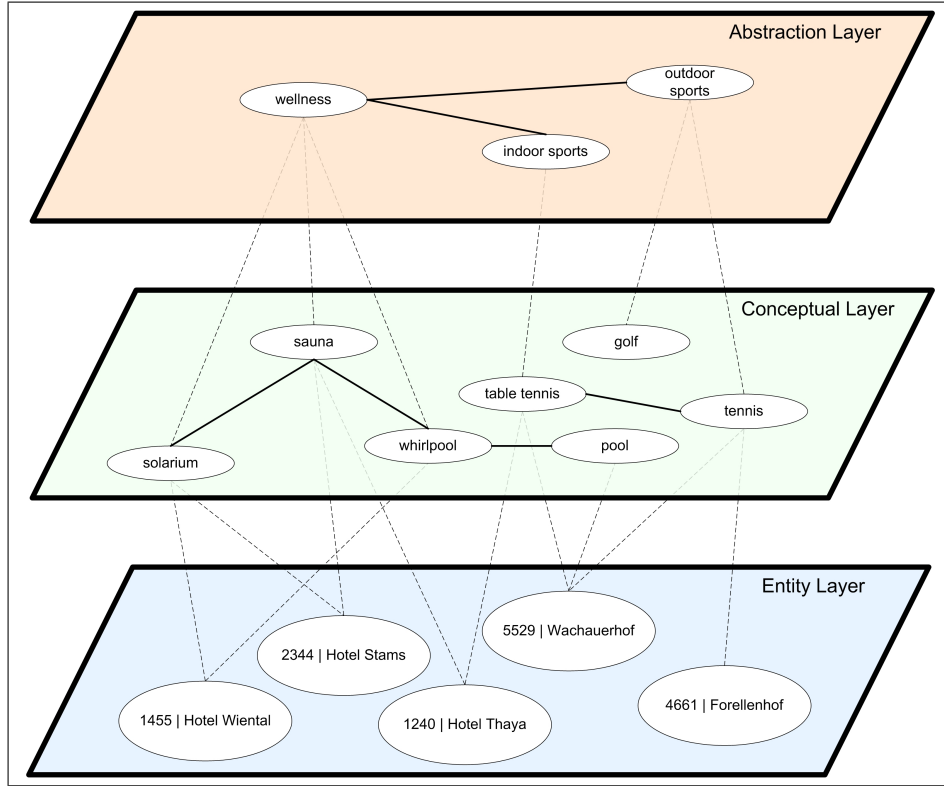 Abstraction Layer
outdoor
sports
wellness
indoor sports
Conceptual Layer
sauna
golf
table tennis
tennis
whirlpool
pool
solarium
Entity Layer
5529 | Wachauerhof
2344 | Hotel Stams
4661 | Forellenhof
1455 | Hotel Wiental
1240 | Hotel Thaya